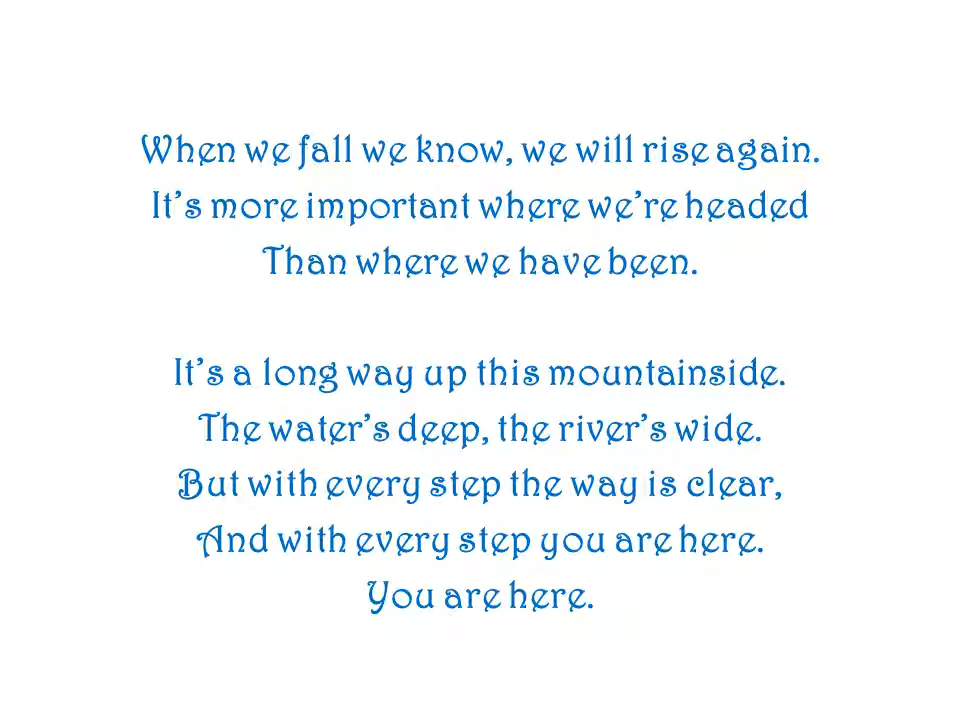 When we fall we know, we will rise again.
It’s more important where we’re headed
Than where we have been.
It’s a long way up this mountainside.
The water’s deep, the river’s wide.
But with every step the way is clear,
And with every step you are here.
You are here.